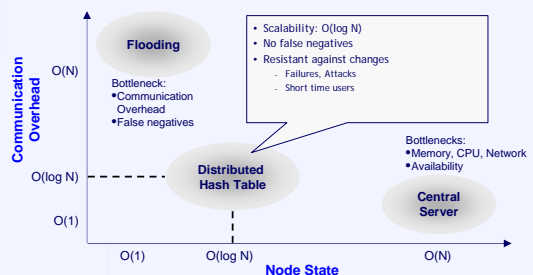 • Scalability: O(log N)
• No false negatives
• Resistant against changes
- Failures, Attacks
- Short time users
Flooding
Bottleneck:
•Communication
Overhead
•False negatives
Communication
Overhead
O(N)
O(log N)
O(1)
Distributed
Hash Table
Bottlenecks:
•Memory, CPU, Network
•Availability
Central
Server
O(1)
O(log N)
O(N)
Node State